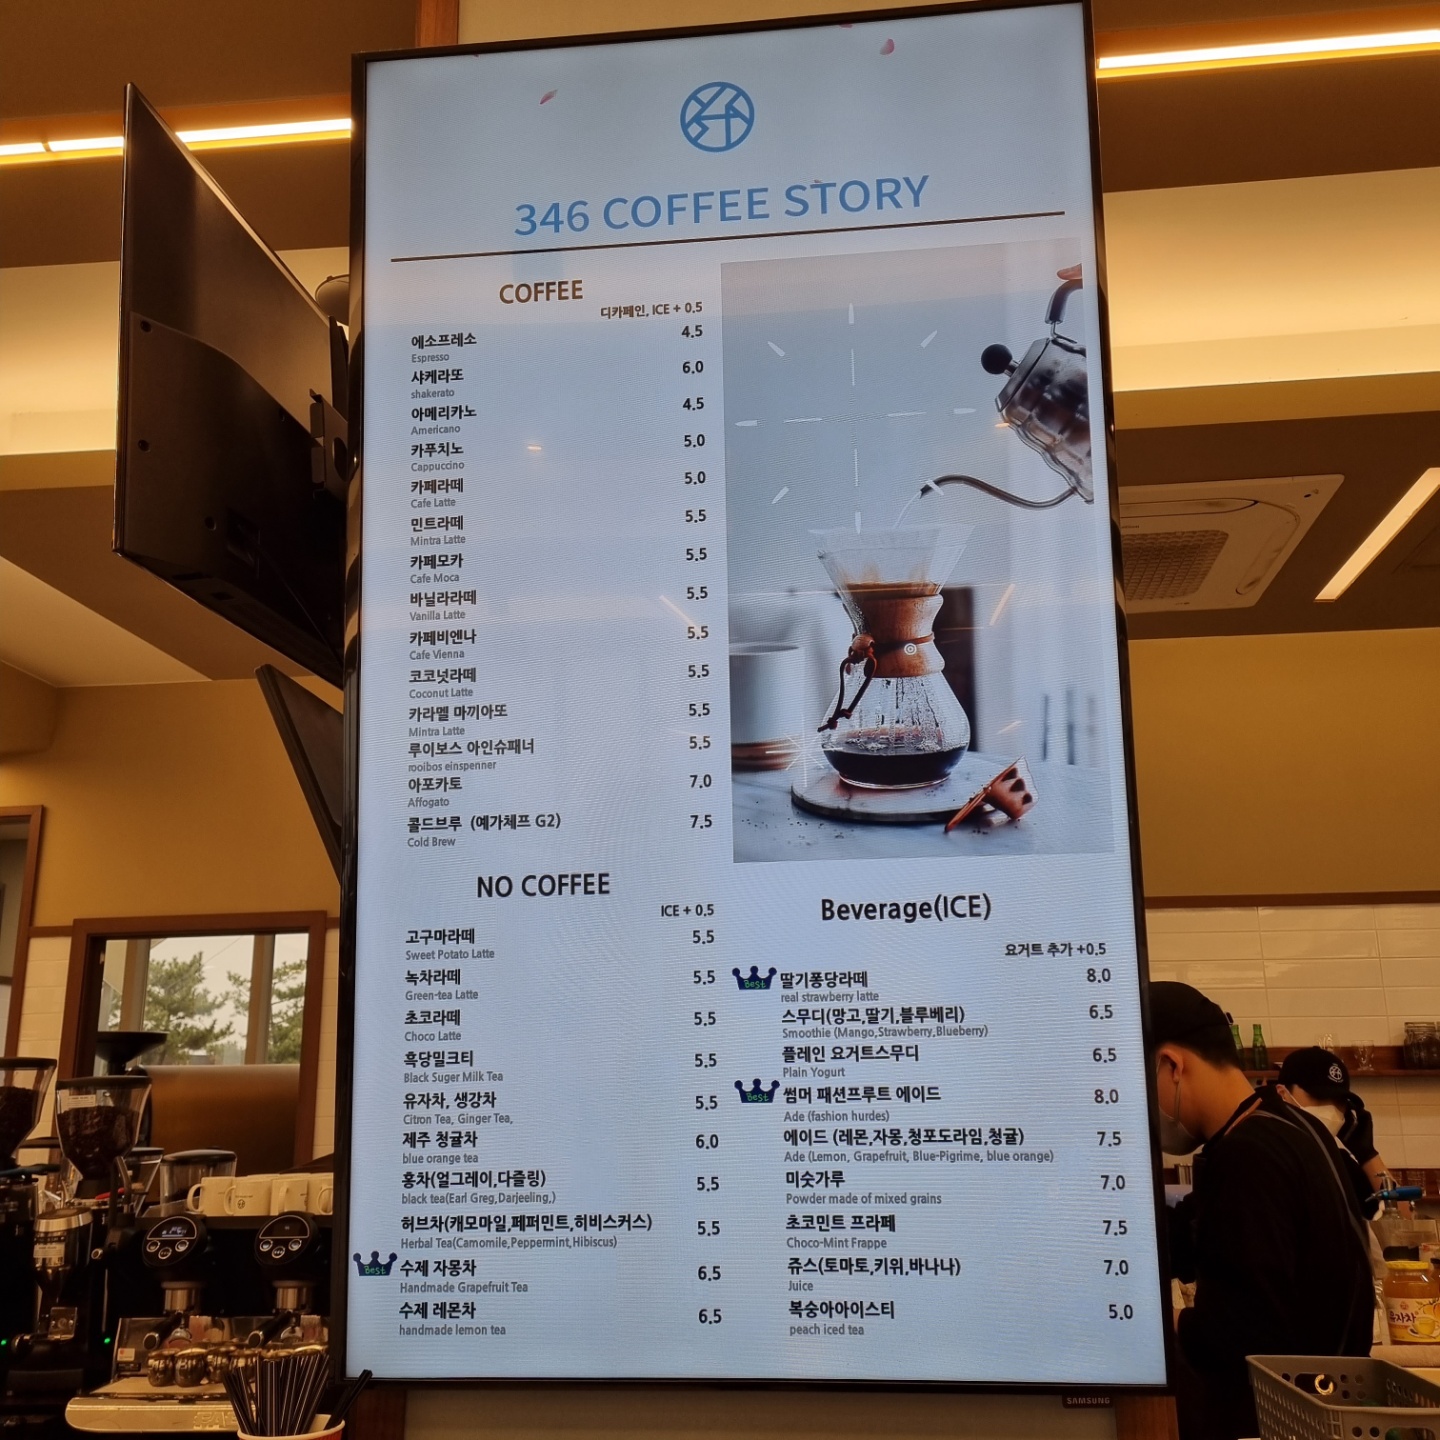 346 COFFEE STORY
COFFEE
디카페인, ICE + 0.5
에소프레소 4.5
Espresso
샤케라또 6.0
shakerato
아메리카노 4.5
Americano
카푸치노 5.0
Cappuccino
카페라떼 5.0
Cafe Latte
민트라떼 5.5
Mintra Latte
카페모카 5.5
Cafe Moca
바닐라라떼 5.5
Vanilla Latte
카페비엔나 5.5
Cafe Vienna
코코넛라떼 5.5
Coconut Latte
카라멜 마끼아또 5.5
Mintra Latte
루이보스 아인슈패너 5.5
rooibos einspenner
아포카토 7.0
Affogato
콜드브루 (예가체프 G2) 7.5
Cold Brew
NO COFFEE
ICE + 0.5
고구마라떼 5.5
Sweet Potato Latte
녹차라떼 5.5
Green-tea Latte
초코라떼 5.5
Choco Latte
흑당밀크티 5.5
Black Suger Milk Tea
유자차, 생강차 5.5
Citron Tea, Ginger Tea,
제주 청귤차 6.0
blue orange tea
홍차(얼그레이,다즐링) 5.5
black tea(Earl Greg,Darjeeling,)
허브차(캐모마일,페퍼민트,히비스커스) 5.5
Herbal Tea(Camomile,Peppermint,Hibiscus)
Best 수제 자몽차 6.5
Handmade Grapefruit Tea
수제 레몬차 6.5
handmade lemon tea
Beverage(ICE)
요거트 추가 +0.5
Best 딸기퐁당라떼 8.0
real strawberry latte
스무디(망고,딸기,블루베리) 6.5
Smoothie (Mango,Strawberry,Blueberry)
플레인 요거트스무디 6.5
Plain Yogurt
Best 썸머 패션프루트 에이드 8.0
Ade (fashion hurdes)
에이드 (레몬,자몽,청포도라임,청귤) 7.5
Ade (Lemon, Grapefruit, Blue-Pigrime, blue orange)
미숫가루 7.0
Powder made of mixed grains
초코민트 프라페 7.5
Choco-Mint Frappe
쥬스(토마토,키위,바나나) 7.0
Juice
복숭아아이스티 5.0
peach iced tea
SAMSUNG
유자차